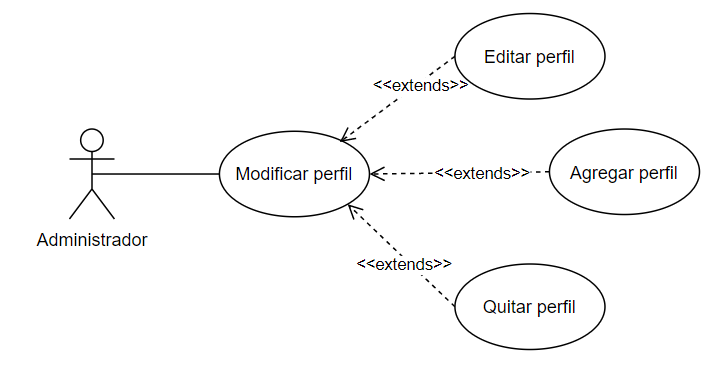 Editar perfil
<<extends>>
Modificar perfil
<<extends>>
Agregar perfil
Administrador
<<extends>>
Quitar perfil